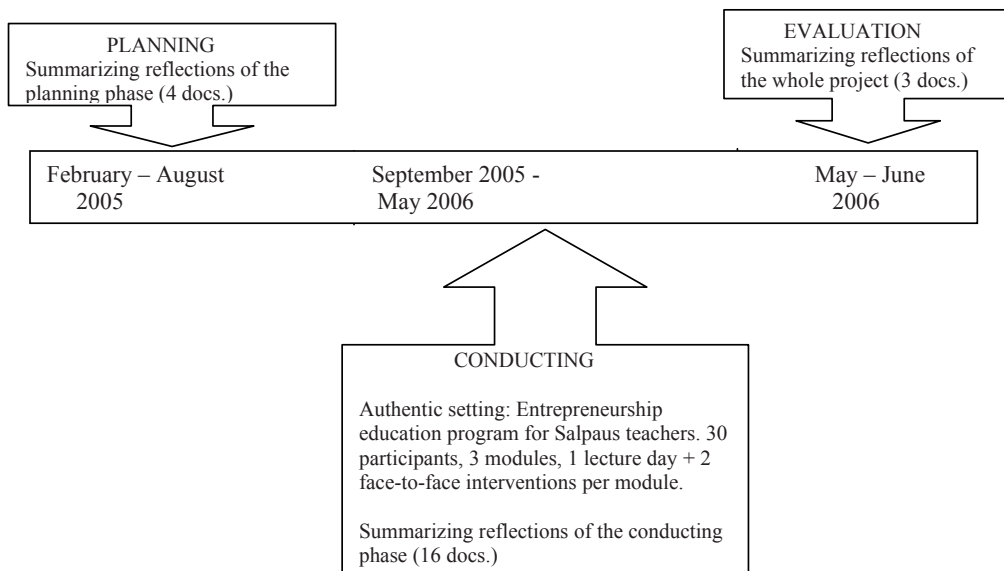 PLANNING
Summarizing reflections of the
planning phase (4 docs.)
EVALUATION
Summarizing reflections of
the whole project (3 docs.)
February – August
2005
September 2005 -
May 2006
May – June
2006
CONDUCTING
Authentic setting: Entrepreneurship
education program for Salpaus teachers. 30
participants, 3 modules, 1 lecture day + 2
face-to-face interventions per module.
Summarizing reflections of the conducting
phase (16 docs.)